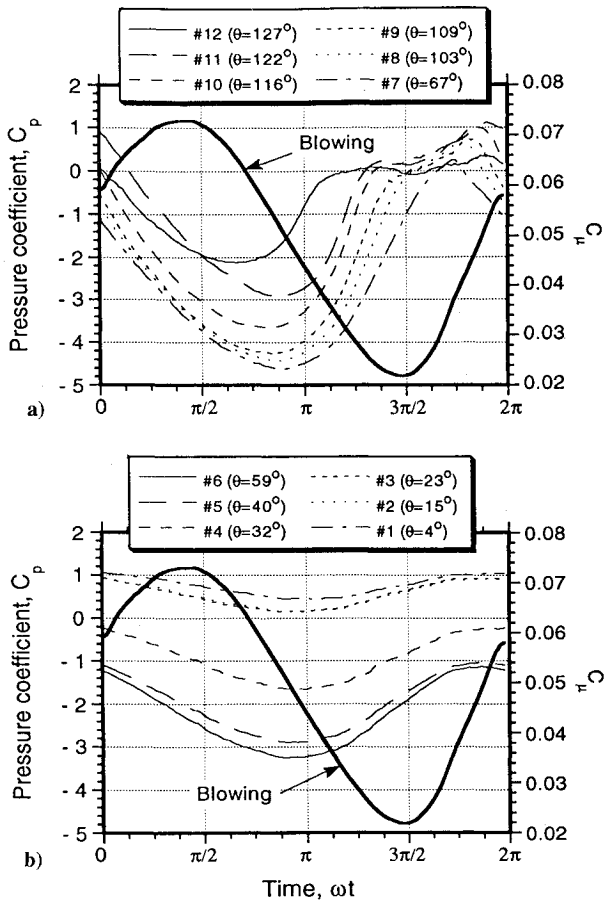 #12 (θ=127°) #9 (θ=109°)
#11 (θ=122°) #8 (θ=103°)
#10 (θ=116°) #7 (θ=67°)
Pressure coefficient, Cp
2
1
0
- 1
- 2
- 3
- 4
- 5
Blowing
0.08
0.07
0.06
0.05
0.04
0.03
0.02
Cμ
a)
0 π/2 π 3π/2 2π
#6 (θ=59°) #3 (θ=23°)
#5 (θ=40°) #2 (θ=15°)
#4 (θ=32°) #1 (θ=4°)
Pressure coefficient, Cp
2
1
0
- 1
- 2
- 3
- 4
- 5
Blowing
0.08
0.07
0.06
0.05
0.04
0.03
0.02
Cμ
b)
0 π/2 π 3π/2 2π
Time, ωt